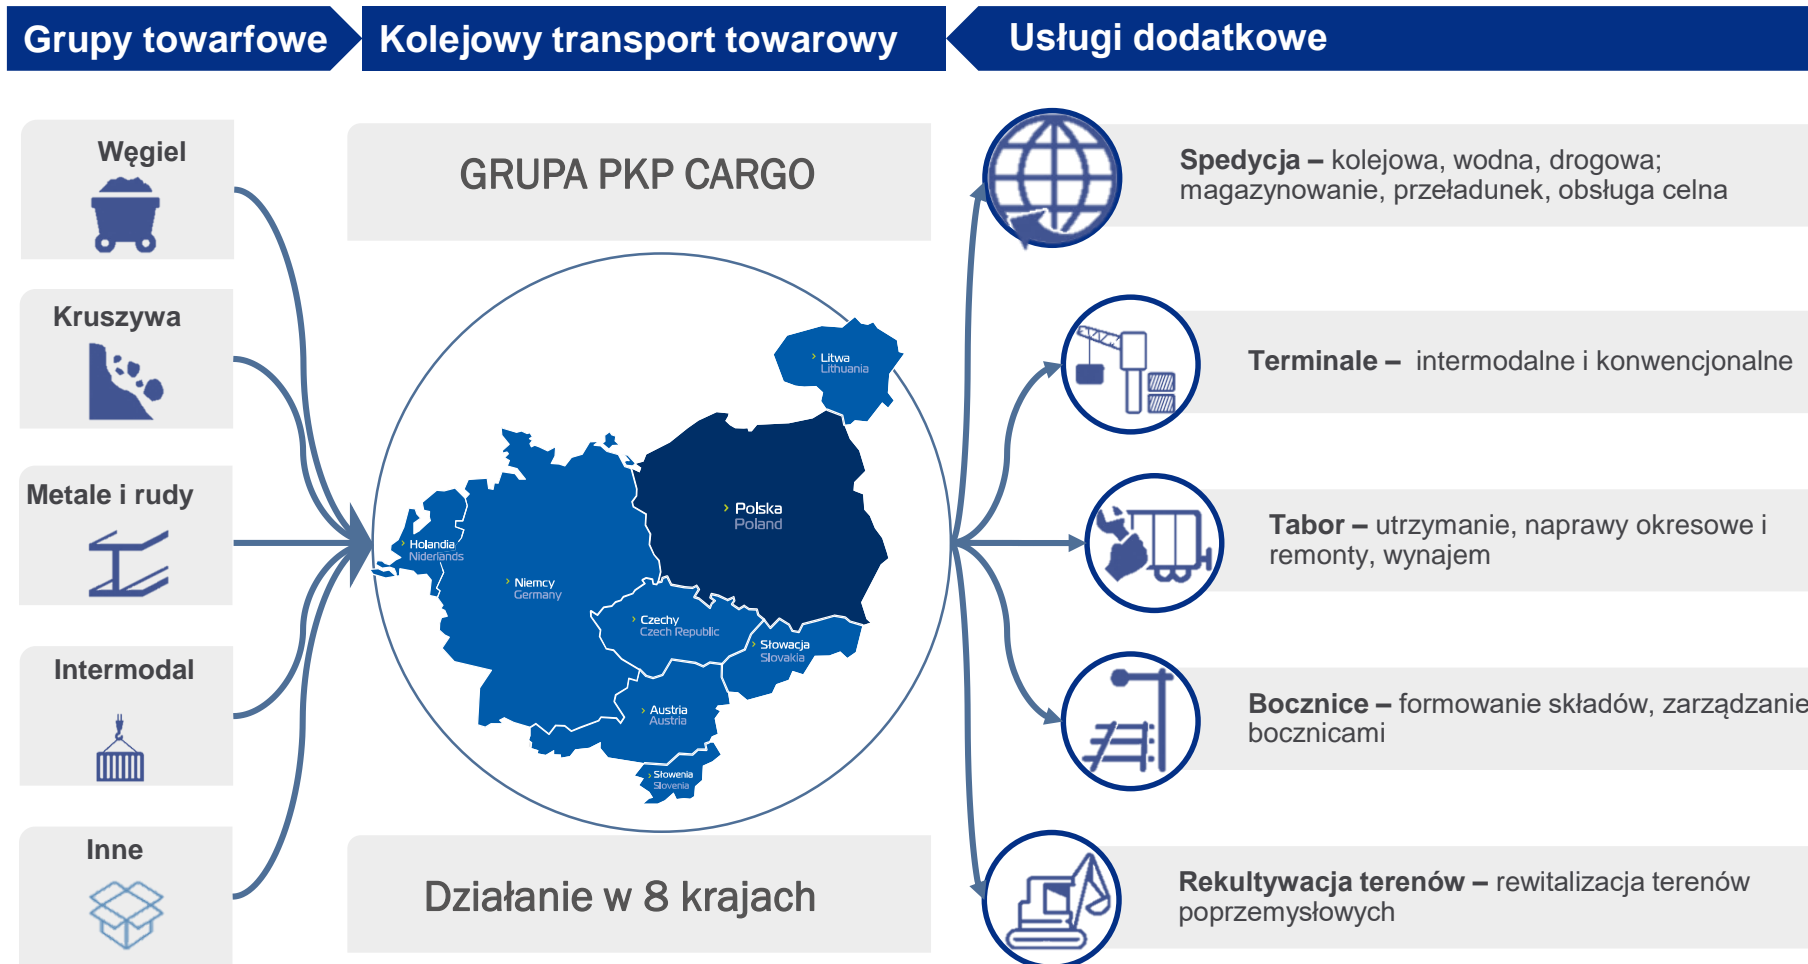 Grupy towarfowe
Kolejowy transport towarowy
Usługi dodatkowe
Węgiel
Kruszywa
Metale i rudy
Intermodal
Inne
GRUPA PKP CARGO
› Litwa
Lithuania
› Polska
Poland
› Holandia
Niderlands
› Niemcy
Germany
› Czechy
Czech Republic
› Słowacja
Slovakia
› Austria
Austria
› Słowenia
Slovenia
Działanie w 8 krajach
Spedycja – kolejowa, wodna, drogowa;
magazynowanie, przeładunek, obsługa celna
Terminale – intermodalne i konwencjonalne
Tabor – utrzymanie, naprawy okresowe i
remonty, wynajem
Bocznice – formowanie składów, zarządzanie
bocznicami
Rekultywacja terenów – rewitalizacja terenów
poprzemysłowych